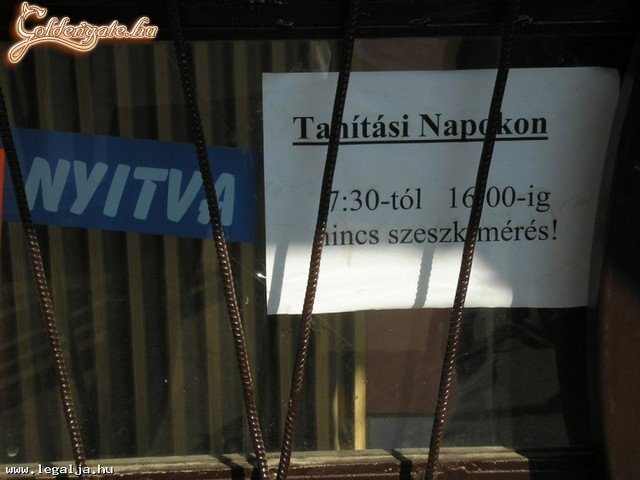 Goldengate.hu
NYITVA
Tanítási Napokon
7:30-tól 16:00-ig
nincs szeszkimérés!
www.legalja.hu